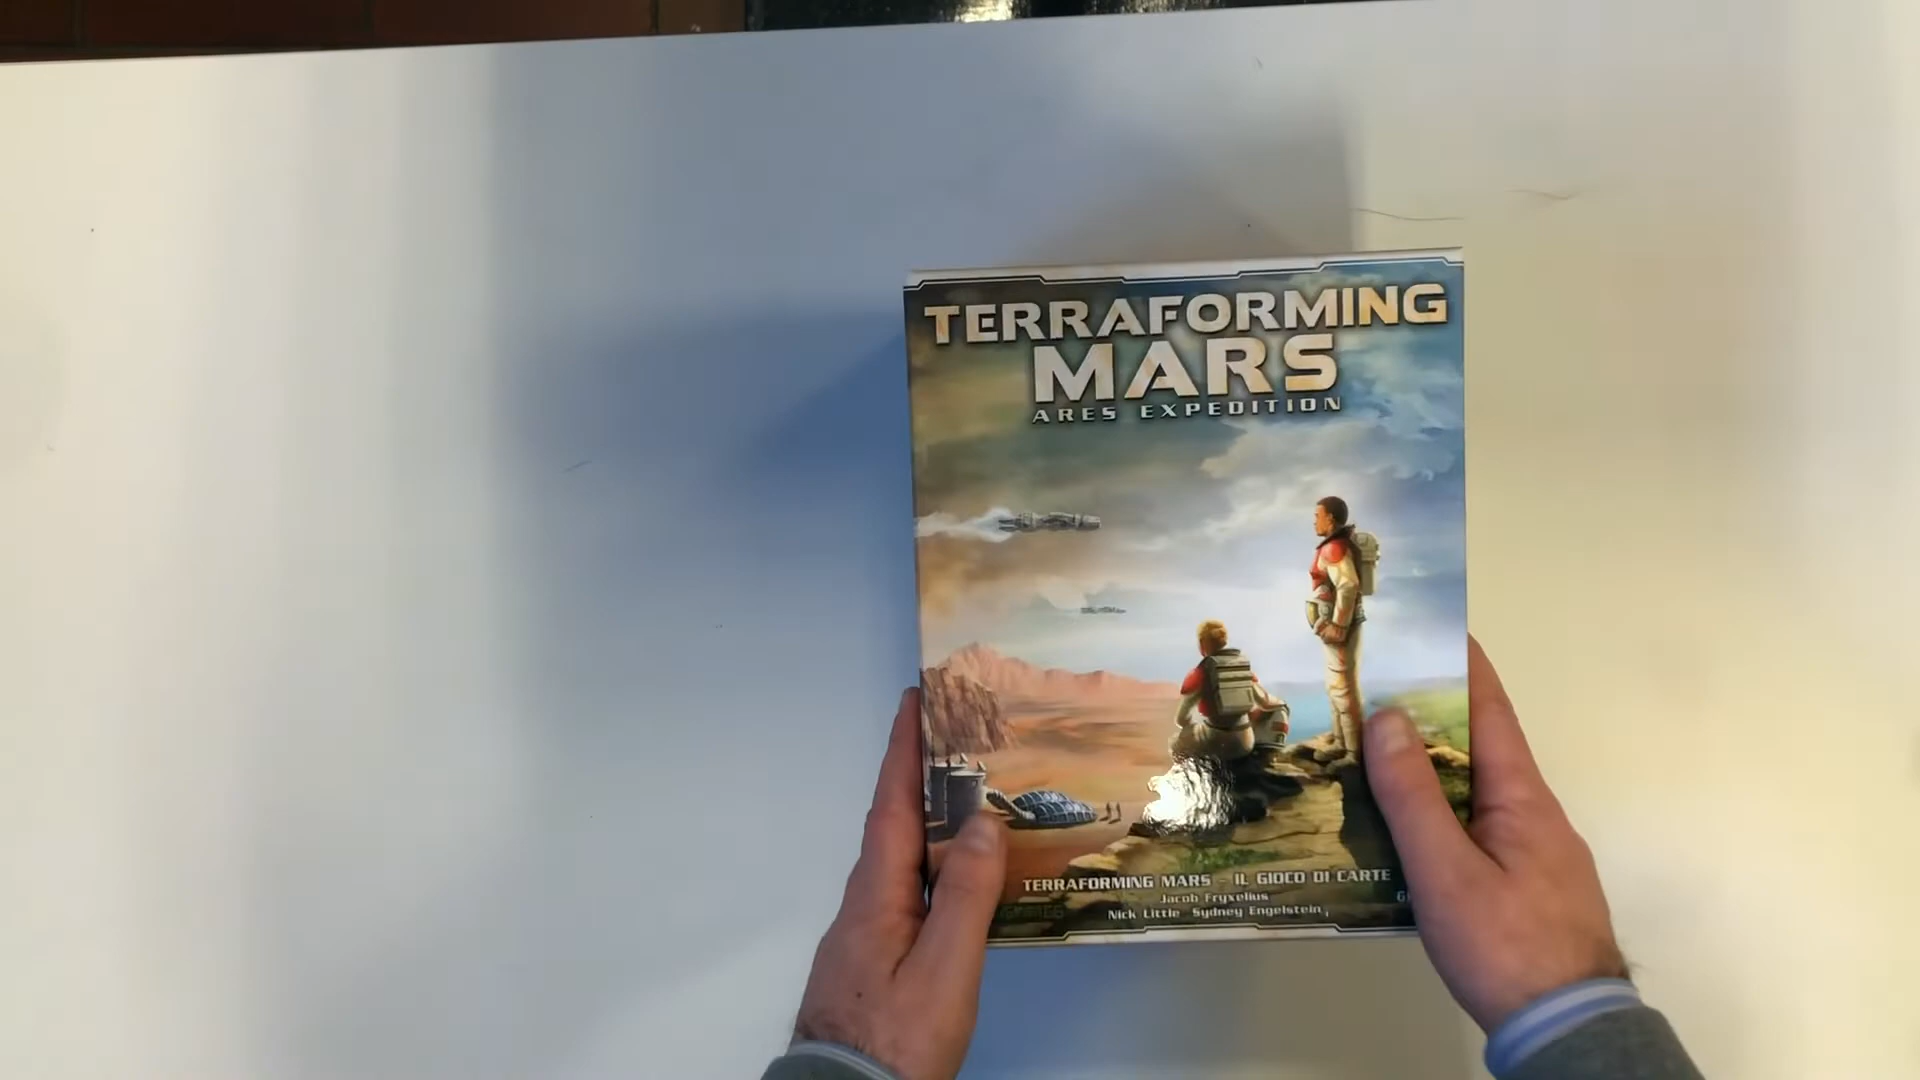 TERRAFORMING
MARS
ARES EXPEDITION
TERRAFORMING MARS - IL GIOCO DI CARTE
Jacob Fryxelius
Nick Little Sydney Engelstein